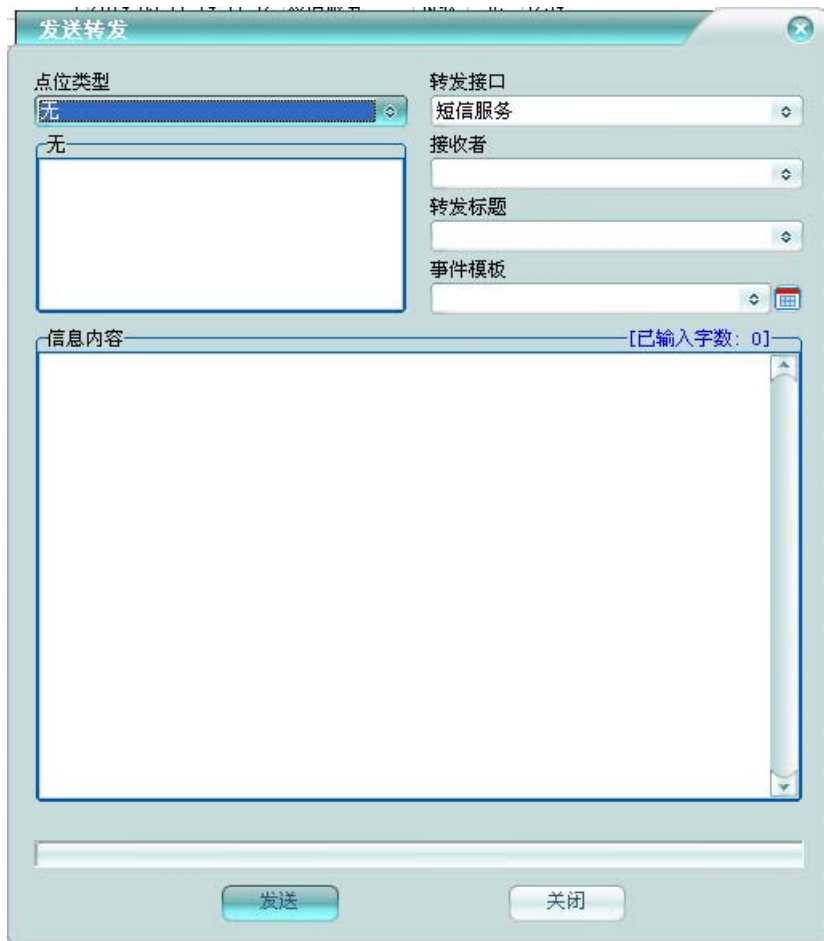 发送转发
点位类型
无
无
转发接口
短信服务
接收者
转发标题
事件模板
信息内容
[已输入字数: 0]
发送
关闭